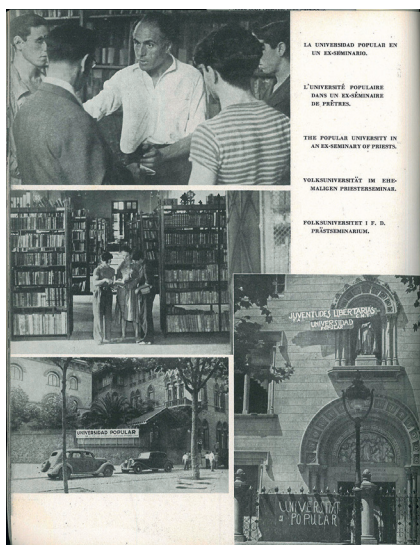 LA UNIVERSIDAD POPULAR EN
UN EX-SEMINARIO.
L'UNIVERSITÉ POPULAIRE
DANS UN EX-SÉMINAIRE
DE PRÊTRES.
THE POPULAR UNIVERSITY IN
AN EX-SEMINARY OF PRIESTS.
VOLKSUNIVERSITÄT IM EHE-
MALIGEN PRIESTERSEMINAR.
FOLKSUNIVERSITET I F. D.
PRÄSTSEMINARIUM.
UNIVERSIDAD POPULAR
JUVENTUDES LIBERTARIAS
UNIVERSIDAD
POPULAR
UNIVERSITAT
POPULAR